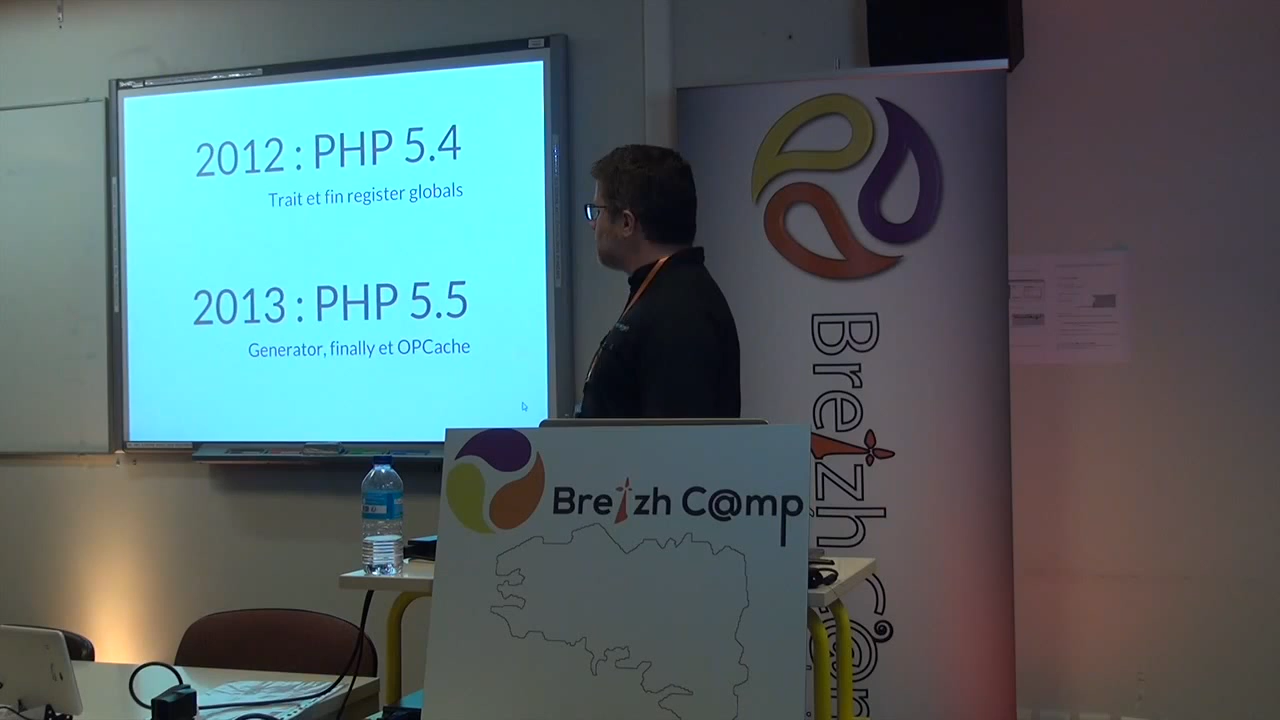 2012 : PHP 5.4
Trait et fin register globals
2013 : PHP 5.5
Generator, finally et OPCache
Breizh C@mp
Breizh C@m